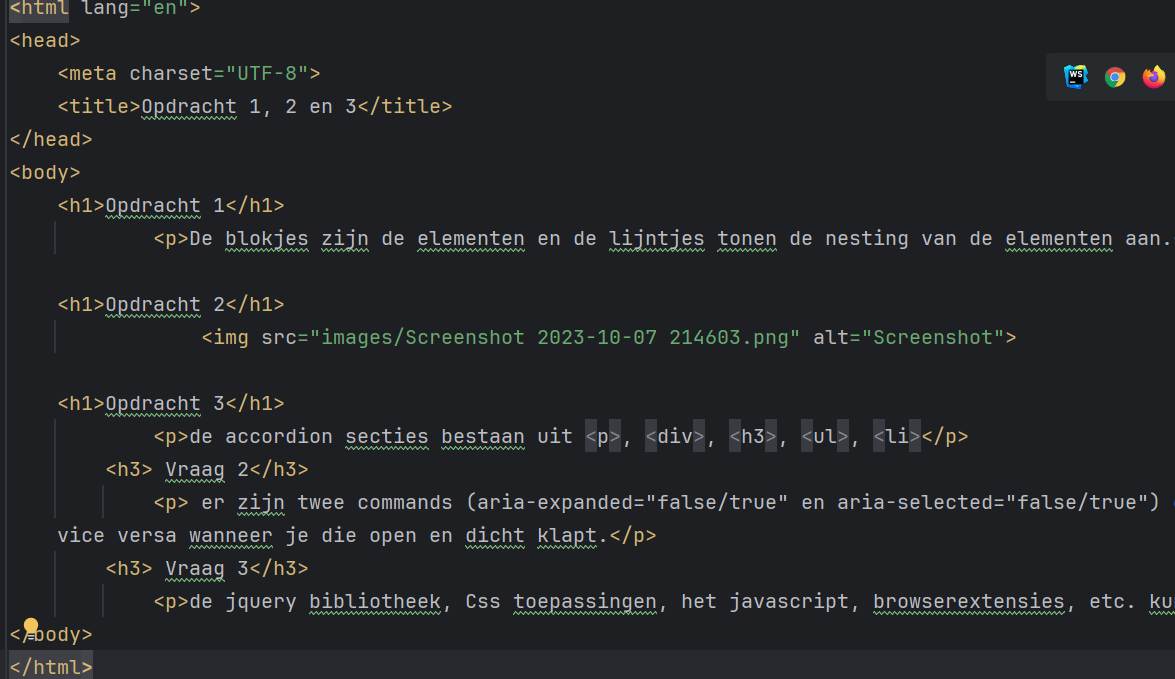 <html lang="en">
<head>
<meta charset="UTF-8">
<title>Opdracht 1, 2 en 3</title>
</head>
<body>
<h1>Opdracht 1</h1>
<p>De blokjes zijn de elementen en de lijntjes tonen de nesting van de elementen aan.
<h1>Opdracht 2</h1>
<img src="images/Screenshot 2023-10-07 214603.png" alt="Screenshot">
<h1>Opdracht 3</h1>
<p>de accordion secties bestaan uit <p>, <div>, <h3>, <ul>, <li></p>
<h3> Vraag 2</h3>
<p> er zijn twee commands (aria-expanded="false/true" en aria-selected="false/true")
vice versa wanneer je die open en dicht klapt.</p>
<h3> Vraag 3</h3>
<p>de jquery bibliotheek, Css toepassingen, het javascript, browserextensies, etc. ku
</body>
</html>
WS